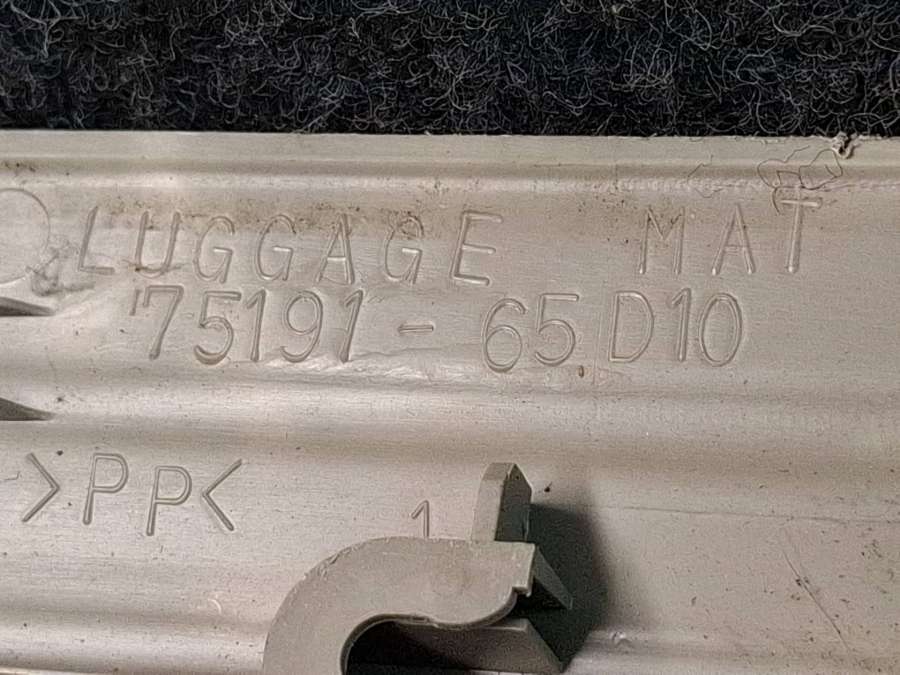 LUGGAGE MAT
75191-65D10
>PP<
1